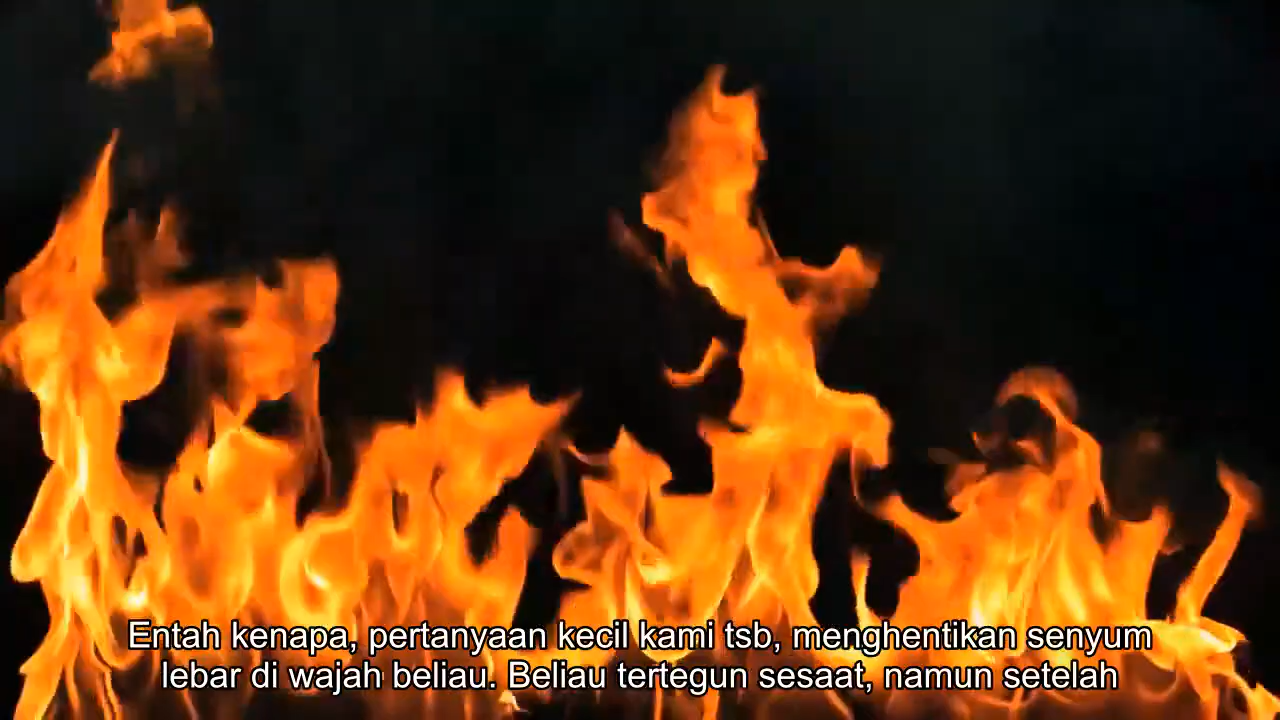 Entah kenapa, pertanyaan kecil kami tsb, menghentikan senyum
lebar di wajah beliau. Beliau tertegun sesaat, namun setelah